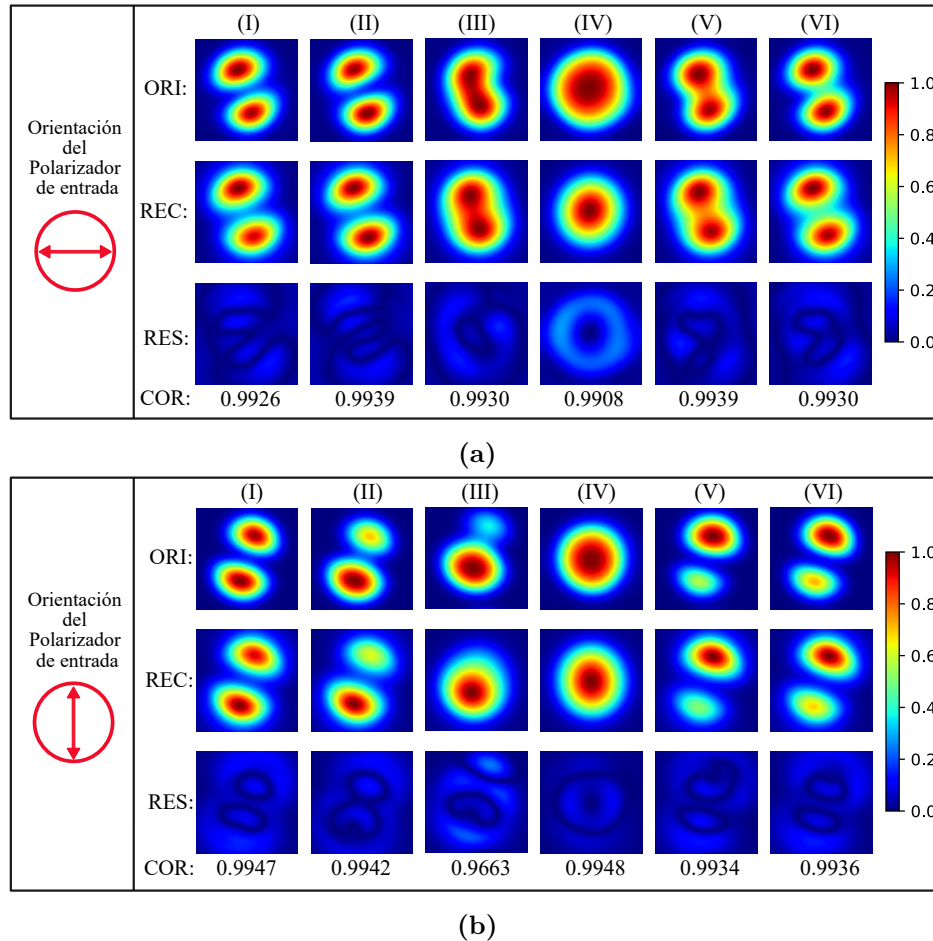 (I) (II) (III) (IV) (V) (VI)
ORI:
Orientación
del
Polarizador
de entrada
REC:
RES:
COR: 0.9926 0.9939 0.9930 0.9908 0.9939 0.9930
1.0
0.8
0.6
0.4
0.2
0.0
(a)
(I) (II) (III) (IV) (V) (VI)
ORI:
Orientación
del
Polarizador
de entrada
REC:
RES:
COR: 0.9947 0.9942 0.9663 0.9948 0.9934 0.9936
1.0
0.8
0.6
0.4
0.2
0.0
(b)